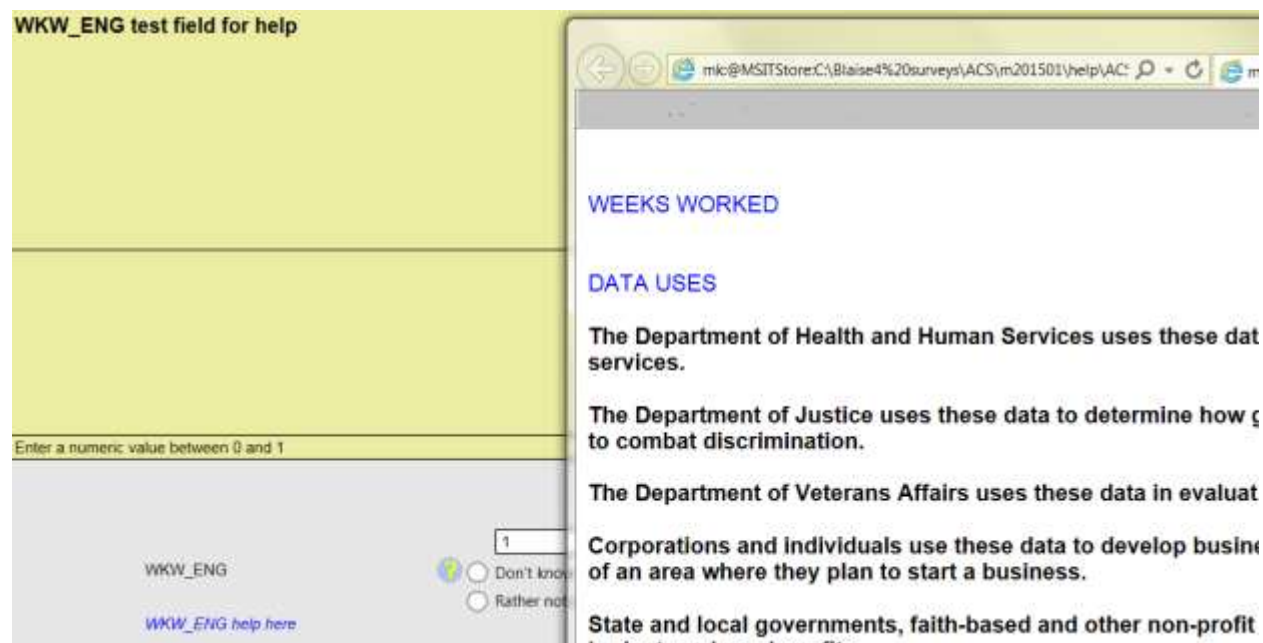 WKW_ENG test field for help
Enter a numeric value between 0 and 1
1
WKW_ENG
Don't know
Rather not
WKW_ENG help here
mk:@MSITStore:C:\Blaise4%20surveys\ACS\m201501\help\AC
m
WEEKS WORKED
DATA USES
The Department of Health and Human Services uses these dat
services.
The Department of Justice uses these data to determine how g
to combat discrimination.
The Department of Veterans Affairs uses these data in evaluat
Corporations and individuals use these data to develop busine
of an area where they plan to start a business.
State and local governments, faith-based and other non-profit